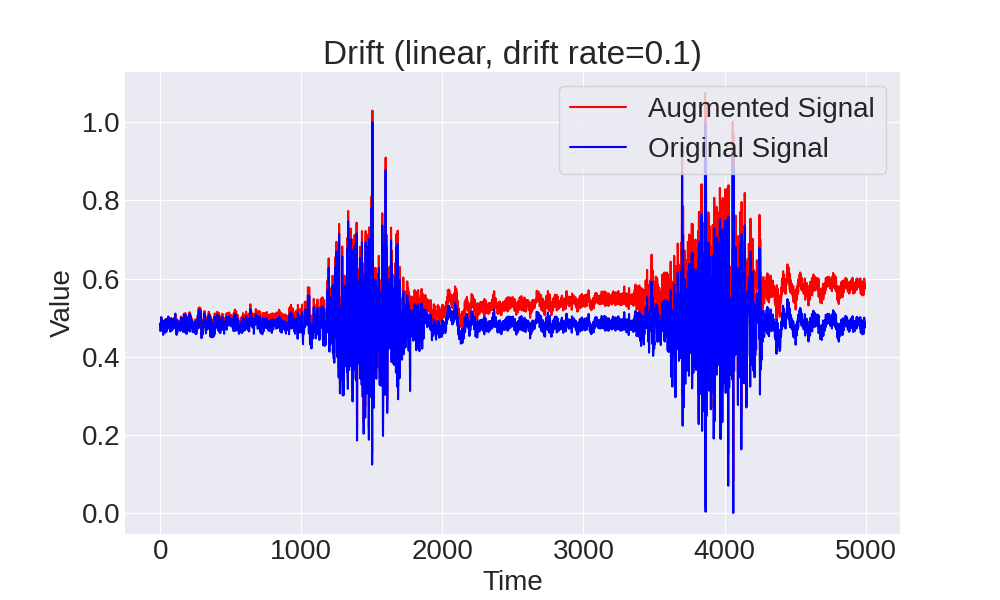 Drift (linear, drift rate=0.1)
Augmented Signal
Original Signal
1.0
0.8
0.6
0.4
0.2
0.0
Value
0 1000 2000 3000 4000 5000
Time